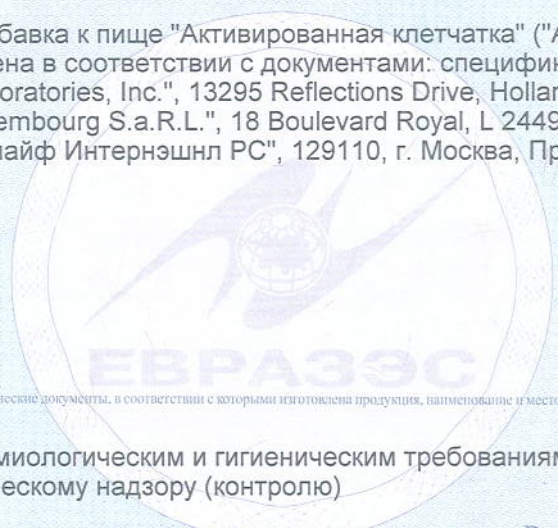 бавка к пище "Активированная клетчатка" ("А
ена в соответствии с документами: специфин
oratories, Inc.", 13295 Reflections Drive, Hollar
embourg S.a.R.L.", 18 Boulevard Royal, L 2449
лайф Интернэшнл РС", 129110, г. Москва, Пр
ЕВРАЗЭС
ческие документы, в соответствии с которыми изготовлена продукция, наименование и место
миологическим и гигиеническим требованиям
ескому надзору (контролю)